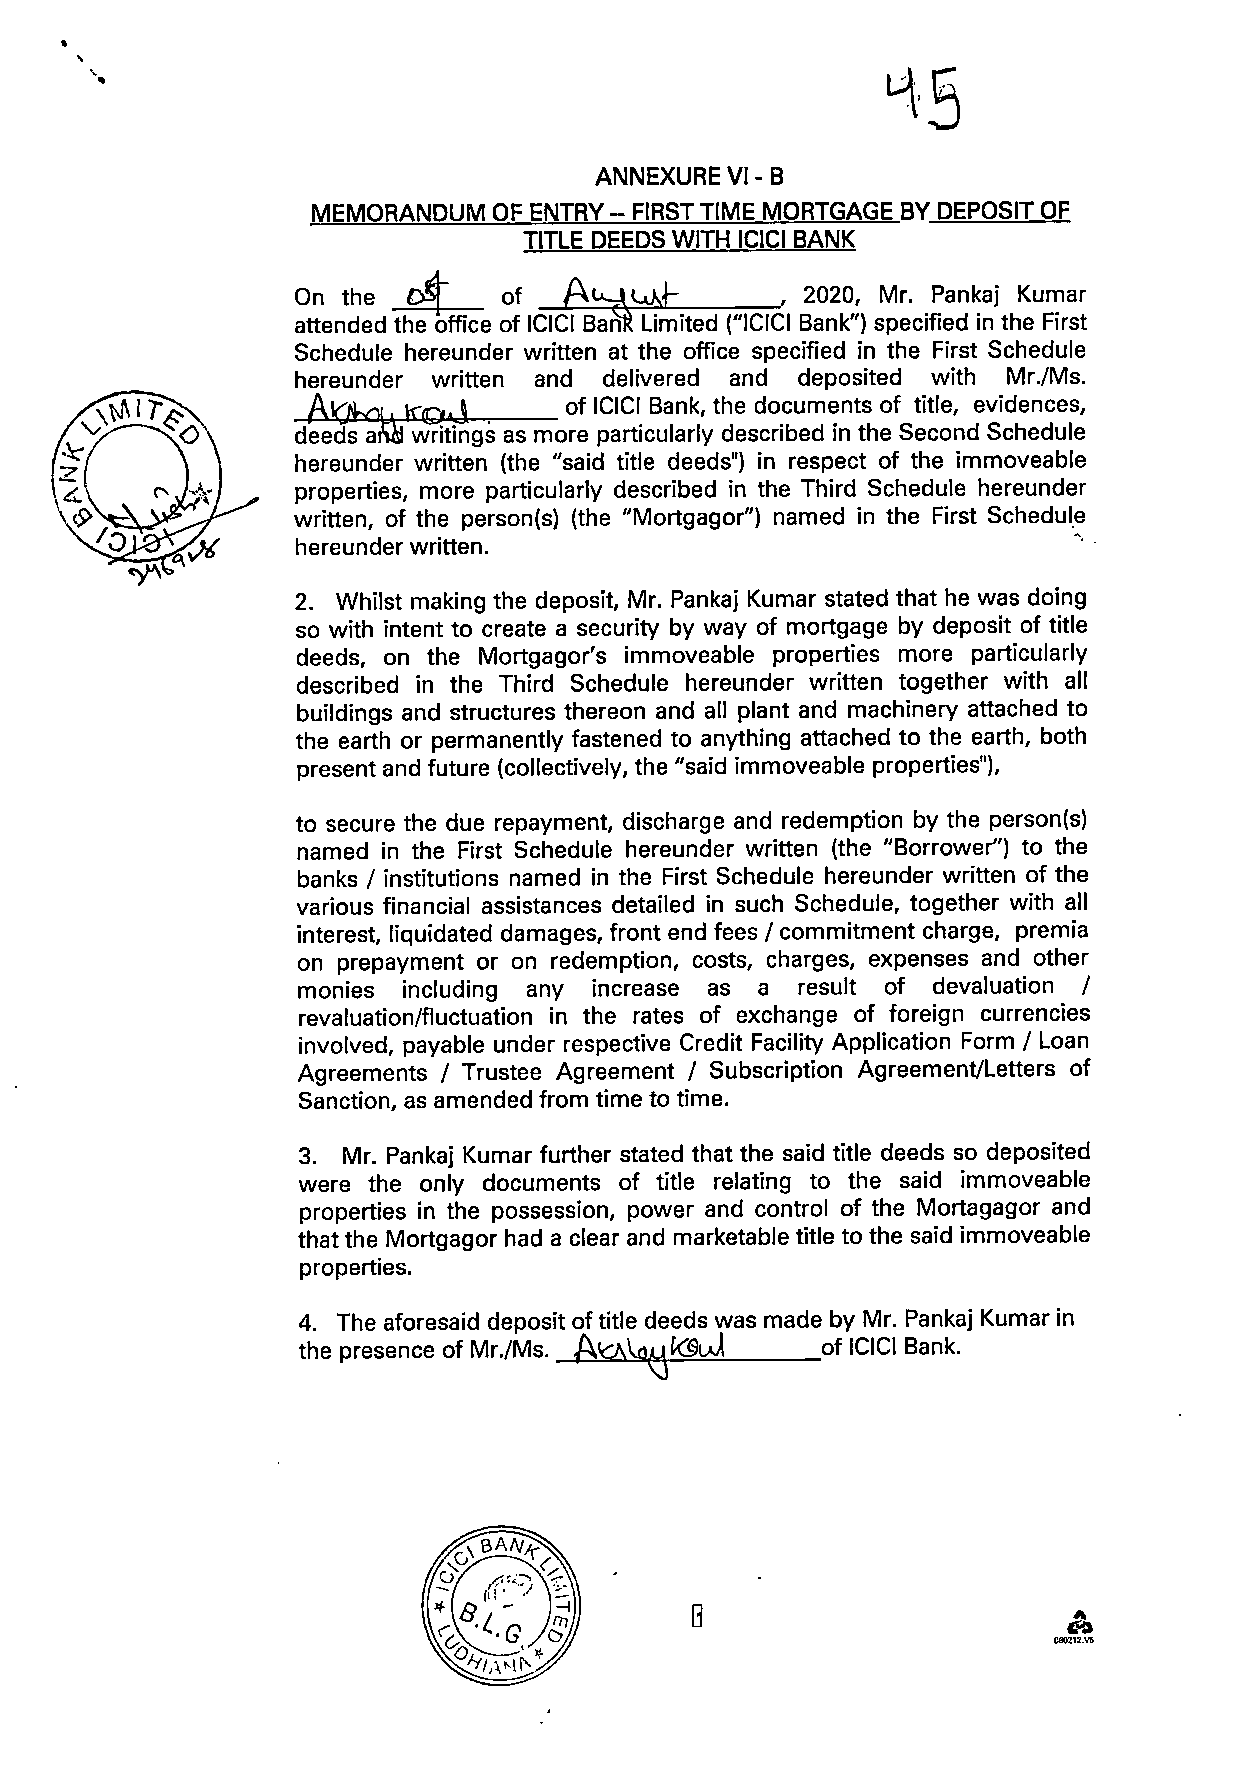 45
ANNEXURE VI - B
MEMORANDUM OF ENTRY -- FIRST TIME MORTGAGE BY DEPOSIT OF
TITLE DEEDS WITH ICICI BANK
On the of August, 2020, Mr. Pankaj Kumar
attended the office of ICICI Bank Limited ("ICICI Bank") specified in the First
Schedule hereunder written at the office specified in the First Schedule
hereunder written and delivered and deposited with Mr./Ms.
Akhay Koul of ICICI Bank, the documents of title, evidences,
deeds and writings as more particularly described in the Second Schedule
hereunder written (the "said title deeds") in respect of the immoveable
properties, more particularly described in the Third Schedule hereunder
written, of the person(s) (the "Mortgagor") named in the First Schedule
hereunder written.
ICICI BANK LIMITED
2. Whilst making the deposit, Mr. Pankaj Kumar stated that he was doing
so with intent to create a security by way of mortgage by deposit of title
deeds, on the Mortgagor's immoveable properties more particularly
described in the Third Schedule hereunder written together with all
buildings and structures thereon and all plant and machinery attached to
the earth or permanently fastened to anything attached to the earth, both
present and future (collectively, the "said immoveable properties"),
to secure the due repayment, discharge and redemption by the person(s)
named in the First Schedule hereunder written (the "Borrower") to the
banks / institutions named in the First Schedule hereunder written of the
various financial assistances detailed in such Schedule, together with all
interest, liquidated damages, front end fees / commitment charge, premia
on prepayment or on redemption, costs, charges, expenses and other
monies including any increase as a result of devaluation /
revaluation/fluctuation in the rates of exchange of foreign currencies
involved, payable under respective Credit Facility Application Form / Loan
Agreements / Trustee Agreement / Subscription Agreement/Letters of
Sanction, as amended from time to time.
3. Mr. Pankaj Kumar further stated that the said title deeds so deposited
were the only documents of title relating to the said immoveable
properties in the possession, power and control of the Mortagagor and
that the Mortgagor had a clear and marketable title to the said immoveable
properties.
4. The aforesaid deposit of title deeds was made by Mr. Pankaj Kumar in
the presence of Mr./Ms. Akhay Koul of ICICI Bank.
ICICI BANK LIMITED
B.L.G
LUDHIANA
080212.V5